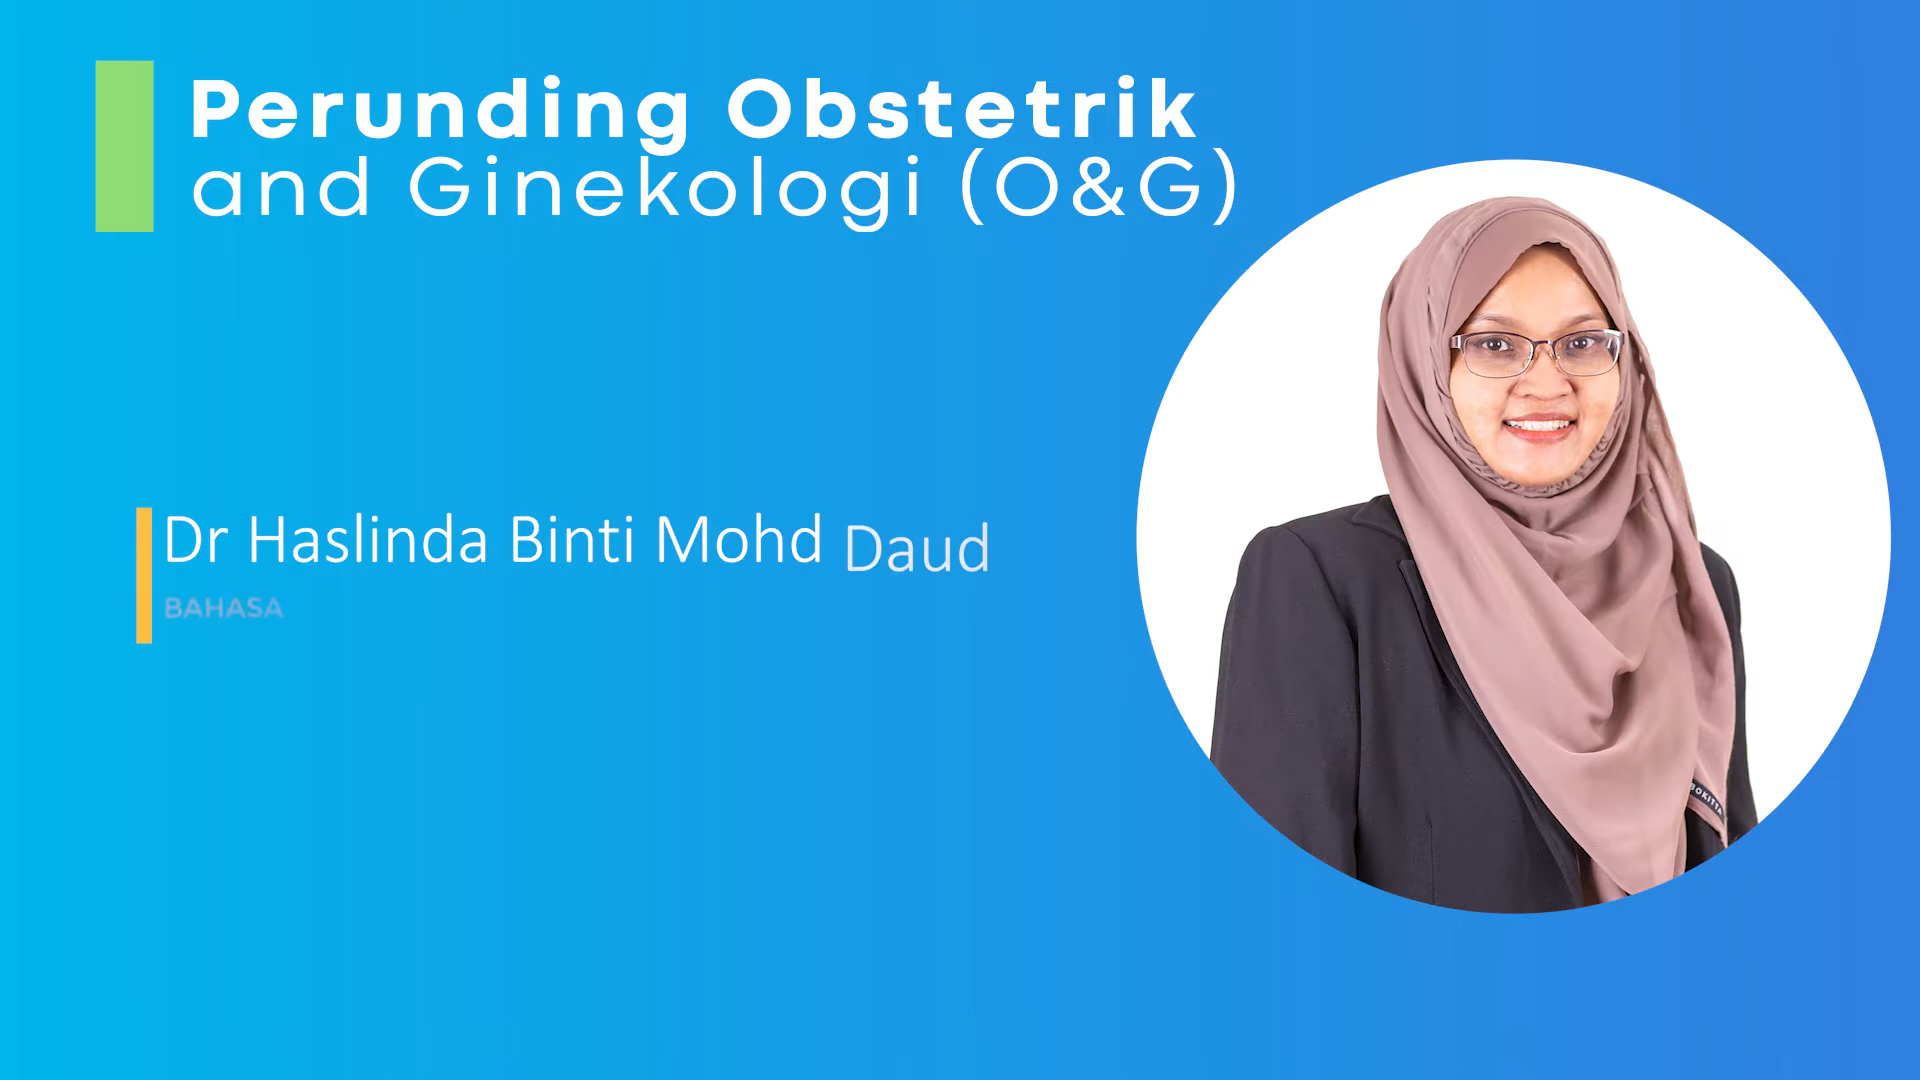 Perunding Obstetrik
and Ginekologi (O&G)
Dr Haslinda Binti Mohd Daud
BAHASA